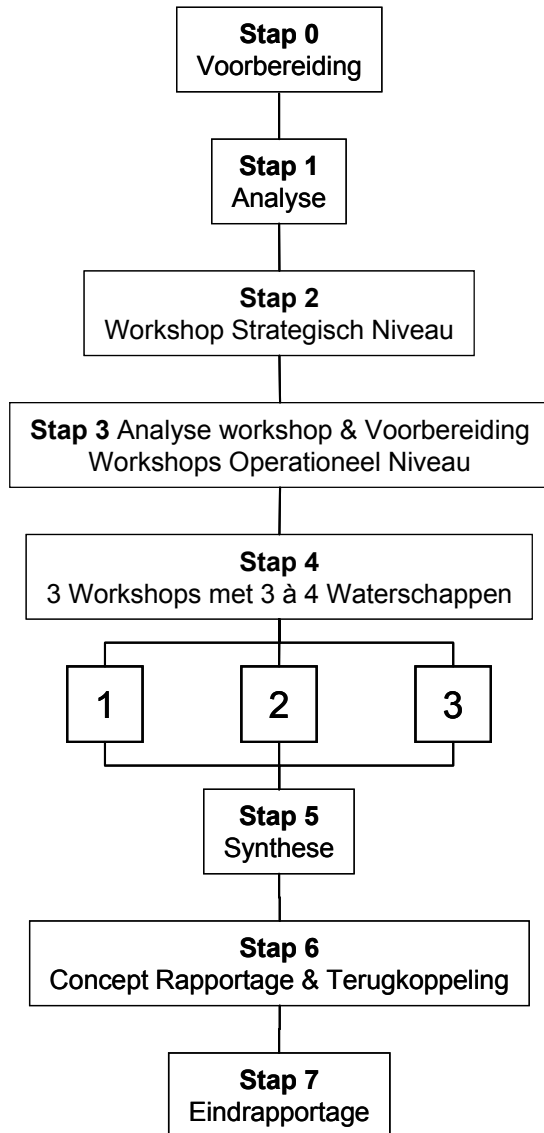 Stap 0
Voorbereiding
Stap 1
Analyse
Stap 2
Workshop Strategisch Niveau
Stap 3 Analyse workshop & Voorbereiding
Workshops Operationeel Niveau
Stap 4
3 Workshops met 3 à 4 Waterschappen
1 2 3
Stap 5
Synthese
Stap 6
Concept Rapportage & Terugkoppeling
Stap 7
Eindrapportage